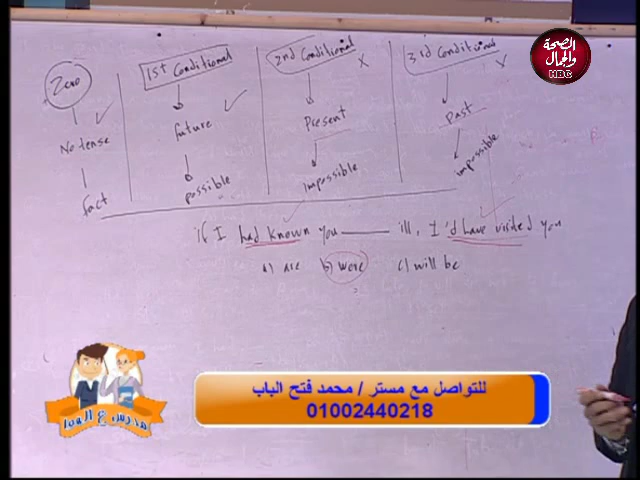 الصحة
والجمال
HBC
Zero
1st Conditional
2nd Conditional
3rd Conditional
No tense
future
Present
Past
fact
possible
impossible
impossible
if I had known you ——— ill, I'd have visited you
a) are b) were c) will be
مدرس ع الهوا
للتواصل مع مستر / محمد فتح الباب
01002440218